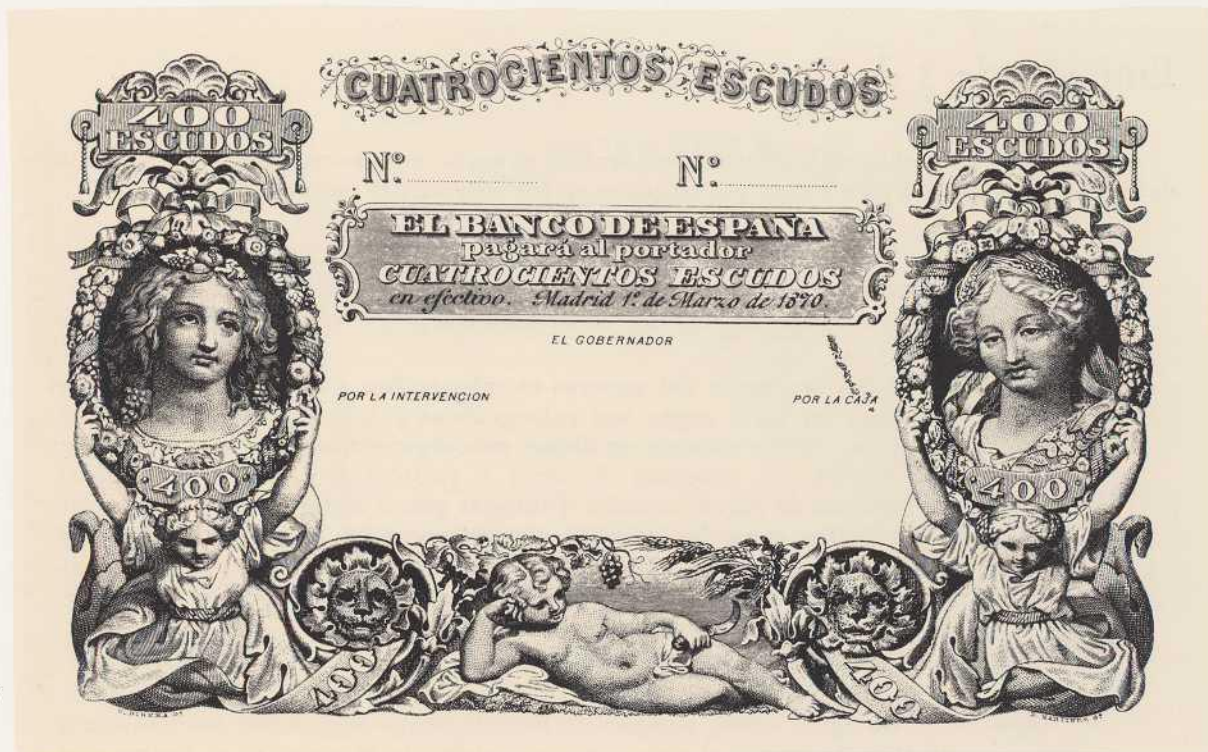 CUATROCIENTOS ESCUDOS
400
ESCUDOS
400
ESCUDOS
Nº
Nº
EL BANCO DE ESPAÑA
pagará al portador
CUATROCIENTOS ESCUDOS
en efectivo. Madrid 1º de Marzo de 1870.
EL GOBERNADOR
POR LA INTERVENCION
POR LA CAJA
400
400
400
400